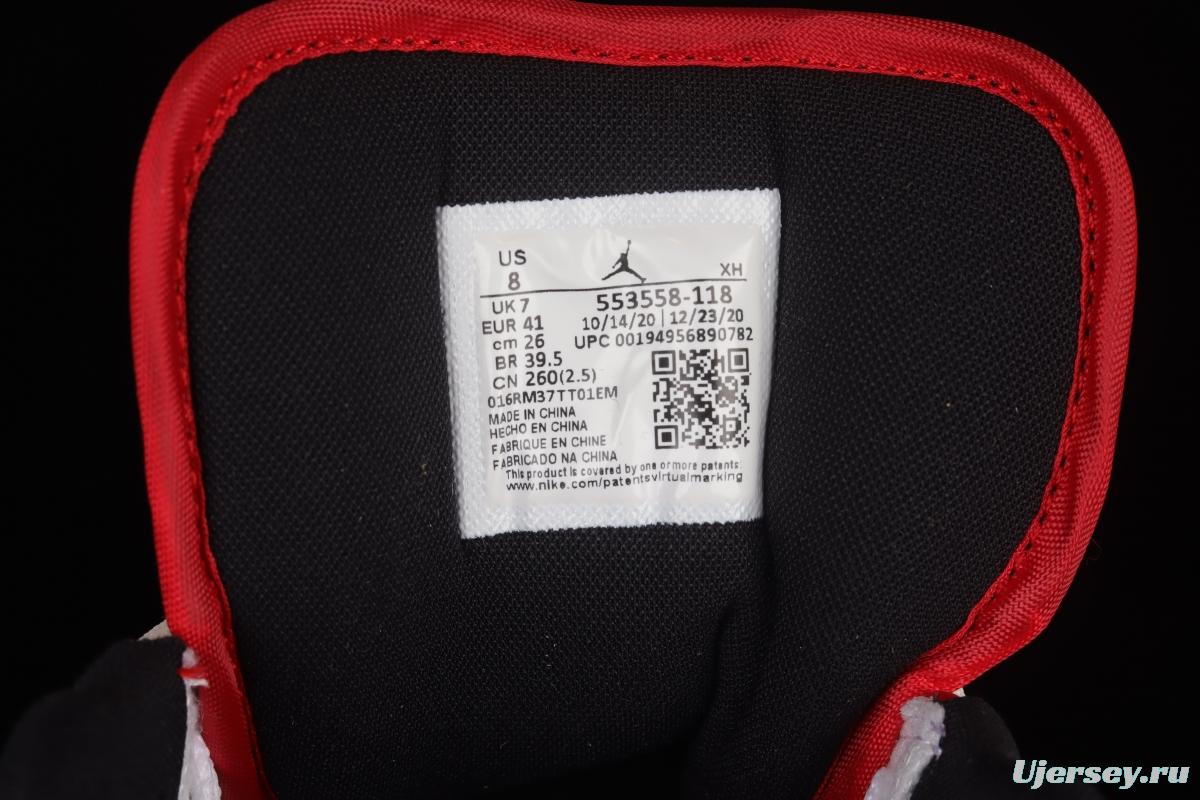 US
8
XH
UK 7
553558-118
EUR 41
10/14/20 | 12/23/20
cm 26
UPC 00194956890782
BR 39.5
CN 260(2.5)
016RM37TT01EM
MADE IN CHINA
HECHO EN CHINA
FABRIQUE EN CHINE
FABRICADO NA CHINA
This product is covered by one or more patents:
www.nike.com/patentsvirtualmarking
Ujersey.ru